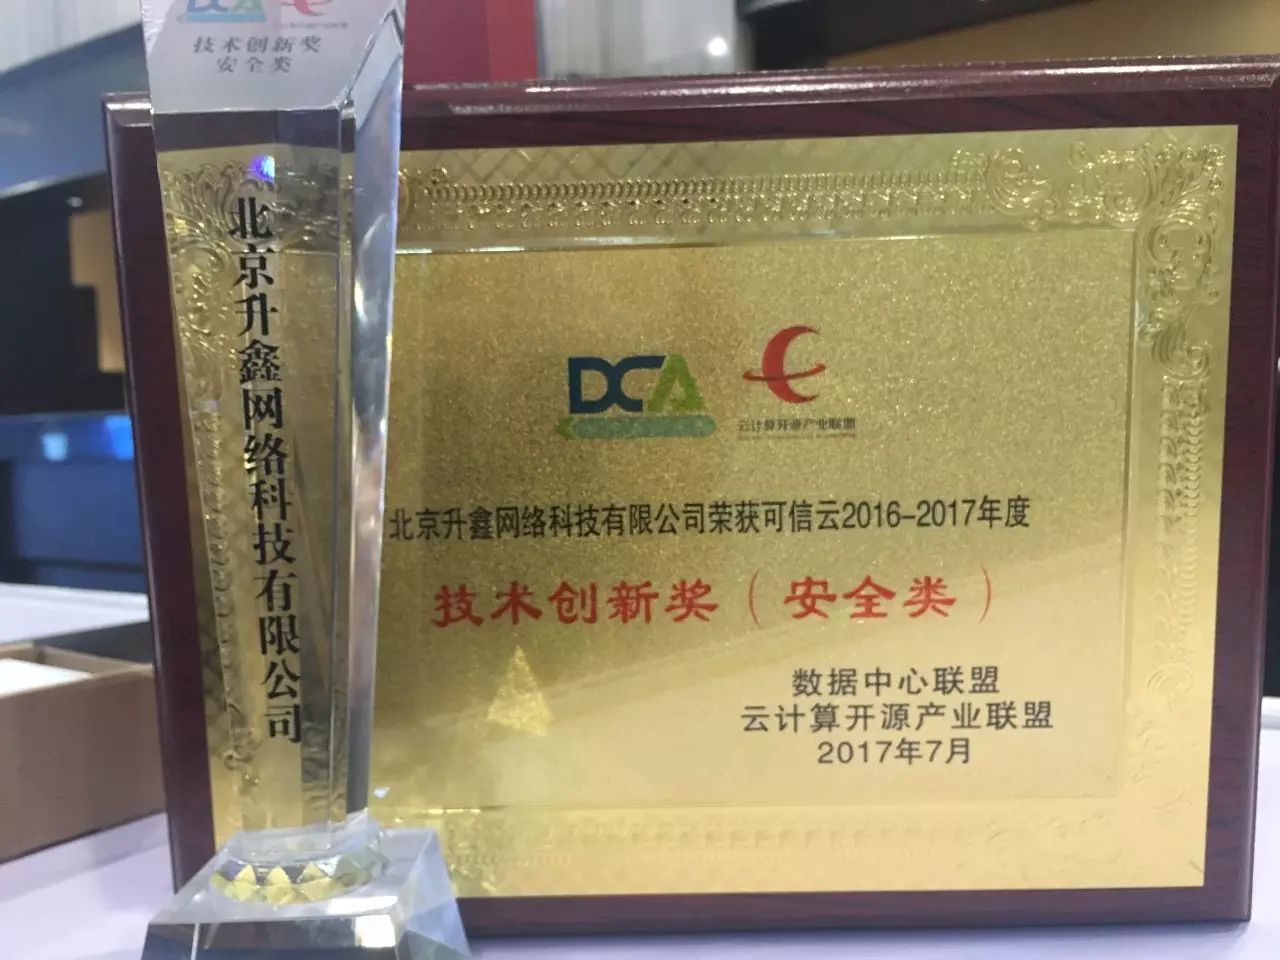 DCA
技术创新奖
安全类
北京升鑫网络科技有限公司
DCA
云计算开源产业联盟
北京升鑫网络科技有限公司荣获可信云2016-2017年度
技术创新奖（安全类）
数据中心联盟
云计算开源产业联盟
2017年7月